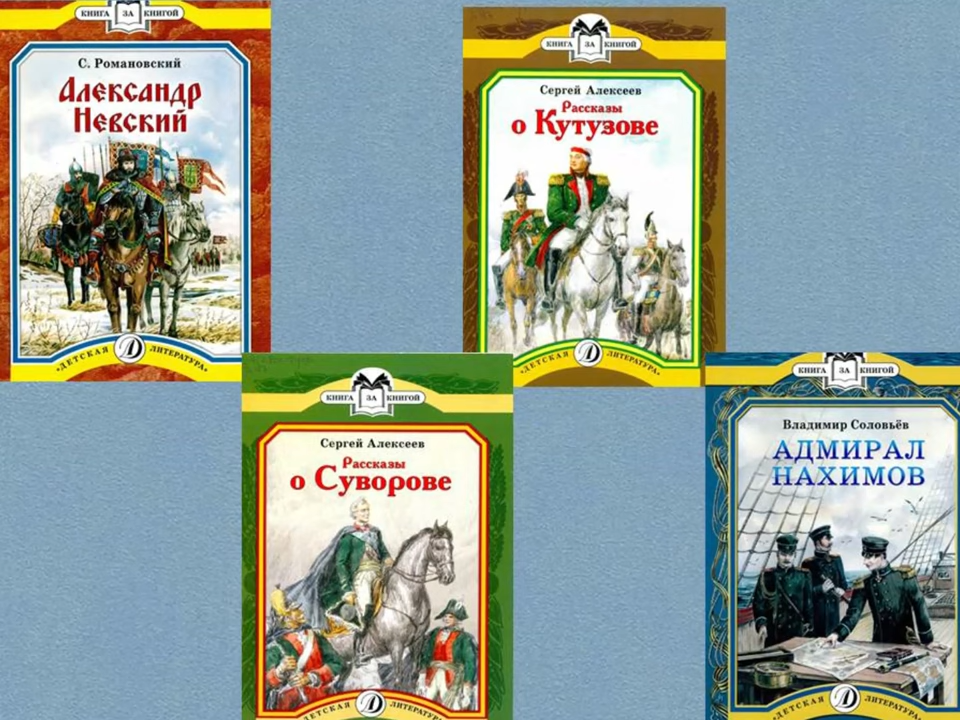 КНИГА ЗА КНИГОЙ
С. Романовский
Александр
Невский
"ДЕТСКАЯ ЛИТЕРАТУРА"
КНИГА ЗА КНИГОЙ
Сергей Алексеев
Рассказы
о Кутузове
"ДЕТСКАЯ ЛИТЕРАТУРА"
КНИГА ЗА КНИГОЙ
Сергей Алексеев
Рассказы
о Суворове
"ДЕТСКАЯ ЛИТЕРАТУРА"
КНИГА ЗА КНИГОЙ
Владимир Соловьёв
АДМИРАЛ
НАХИМОВ
"ДЕТСКАЯ ЛИТЕРАТУРА"